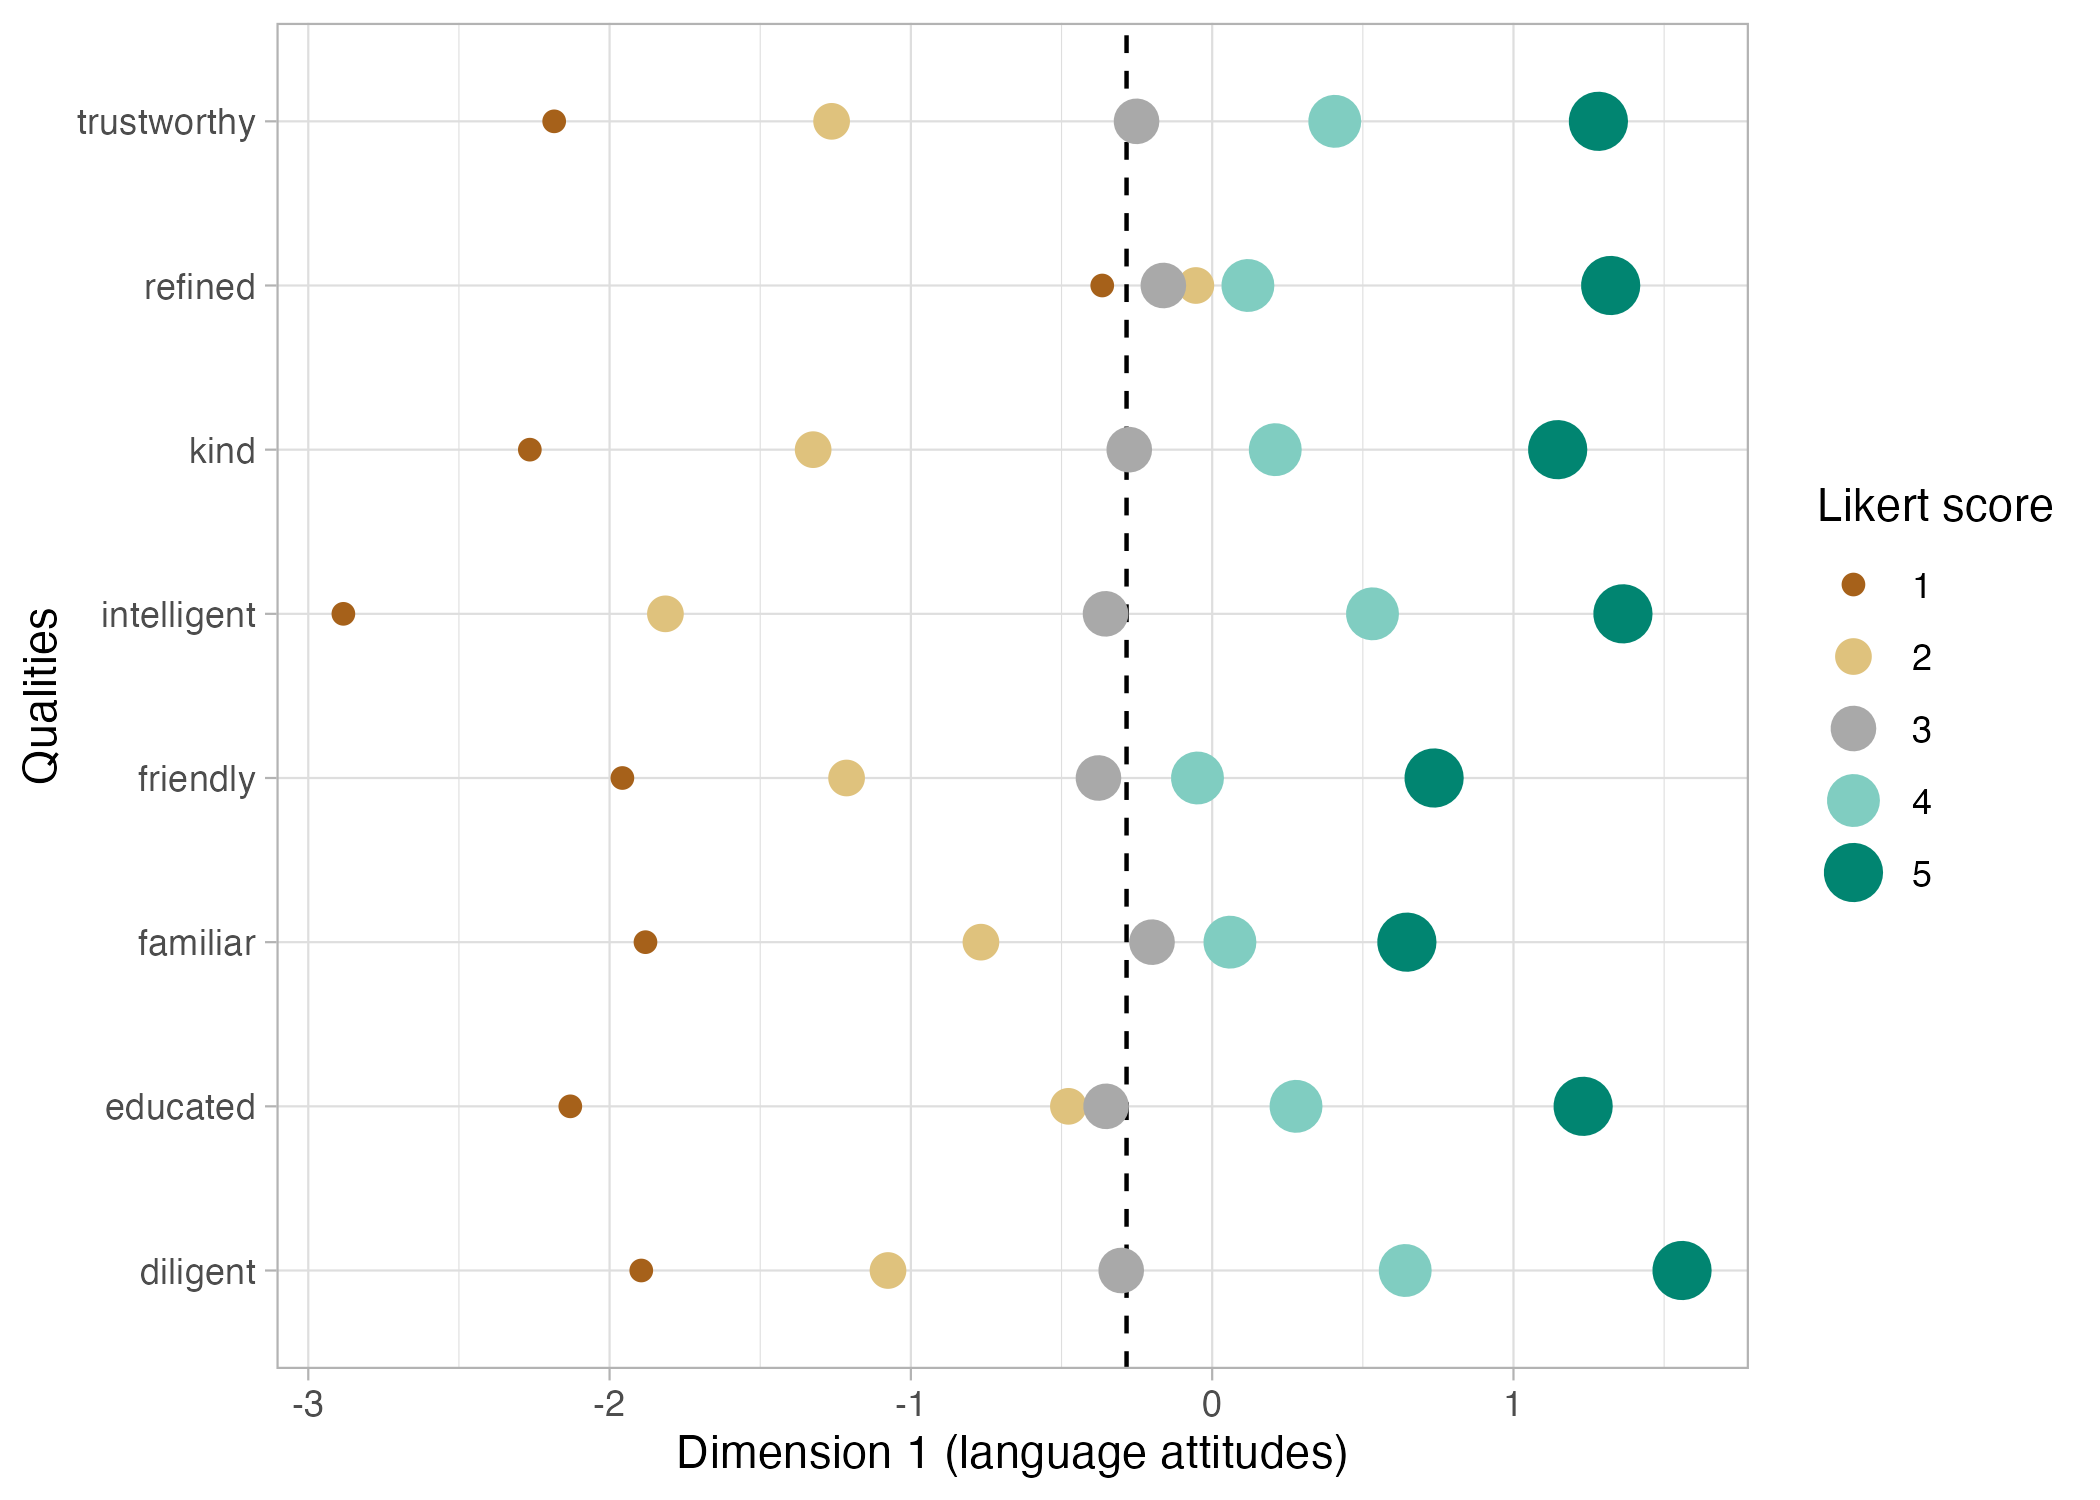 trustworthy
refined
kind
intelligent
friendly
familiar
educated
diligent
Qualities
-3
-2
-1
0
1
Dimension 1 (language attitudes)
Likert score
1
2
3
4
5